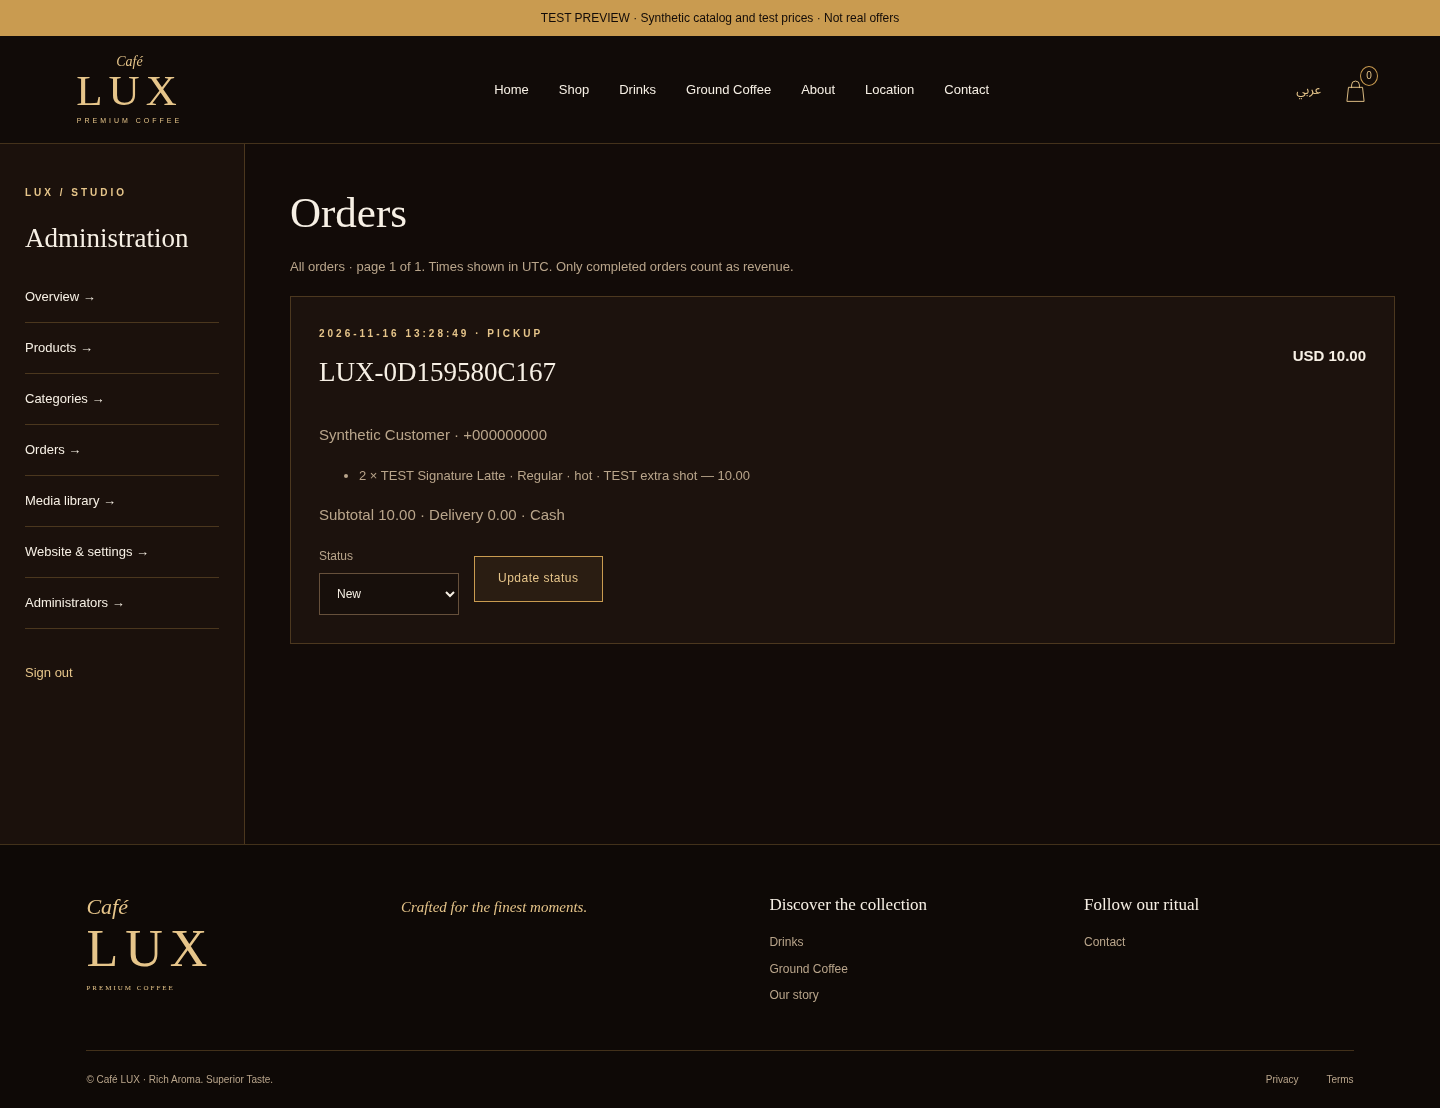 TEST PREVIEW · Synthetic catalog and test prices · Not real offers
Café
LUX
PREMIUM COFFEE
Home
Shop
Drinks
Ground Coffee
About
Location
Contact
عربي
0
LUX / STUDIO
Administration
Overview →
Products →
Categories →
Orders →
Media library →
Website & settings →
Administrators →
Sign out
Orders
All orders · page 1 of 1. Times shown in UTC. Only completed orders count as revenue.
2026-11-16 13:28:49 · PICKUP
LUX-0D159580C167
USD 10.00
Synthetic Customer · +000000000
• 2 × TEST Signature Latte · Regular · hot · TEST extra shot — 10.00
Subtotal 10.00 · Delivery 0.00 · Cash
Status
New
Update status
Café
LUX
PREMIUM COFFEE
Crafted for the finest moments.
Discover the collection
Drinks
Ground Coffee
Our story
Follow our ritual
Contact
© Café LUX · Rich Aroma. Superior Taste.
Privacy
Terms